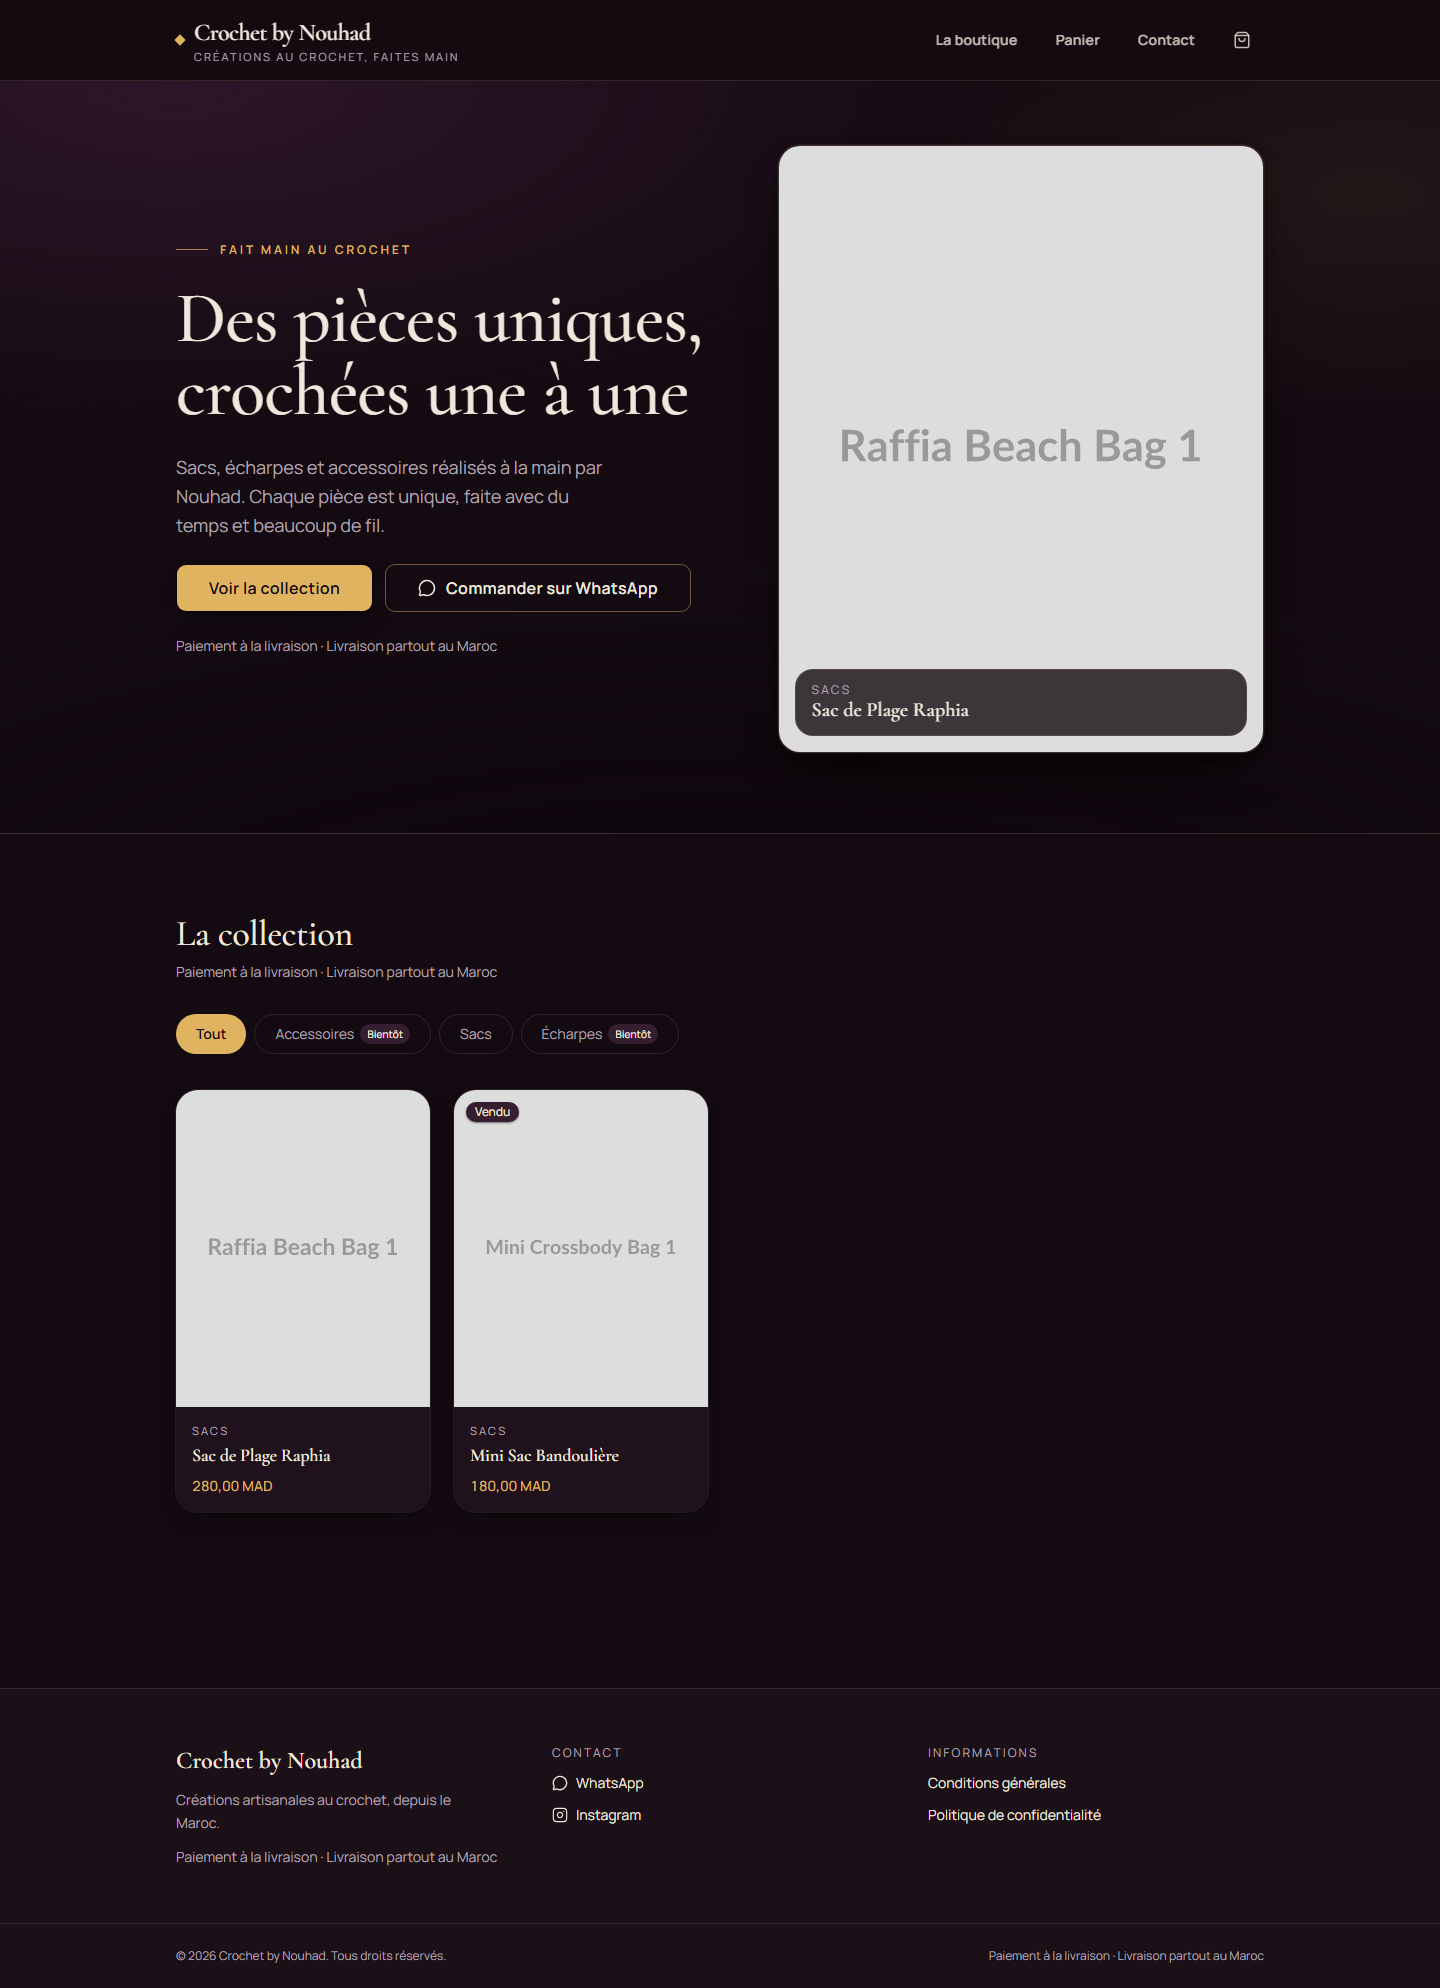 Crochet by Nouhad
CRÉATIONS AU CROCHET, FAITES MAIN
La boutique
Panier
Contact
FAIT MAIN AU CROCHET
Des pièces uniques,
crochées une à une
Sacs, écharpes et accessoires réalisés à la main par
Nouhad. Chaque pièce est unique, faite avec du
temps et beaucoup de fil.
Voir la collection
Commander sur WhatsApp
Paiement à la livraison · Livraison partout au Maroc
Raffia Beach Bag 1
SACS
Sac de Plage Raphia
La collection
Paiement à la livraison · Livraison partout au Maroc
Tout
Accessoires Bientôt
Sacs
Écharpes Bientôt
Raffia Beach Bag 1
SACS
Sac de Plage Raphia
280,00 MAD
Vendu
Mini Crossbody Bag 1
SACS
Mini Sac Bandoulière
180,00 MAD
Crochet by Nouhad
Créations artisanales au crochet, depuis le
Maroc.
Paiement à la livraison · Livraison partout au Maroc
CONTACT
WhatsApp
Instagram
INFORMATIONS
Conditions générales
Politique de confidentialité
© 2026 Crochet by Nouhad. Tous droits réservés.
Paiement à la livraison · Livraison partout au Maroc